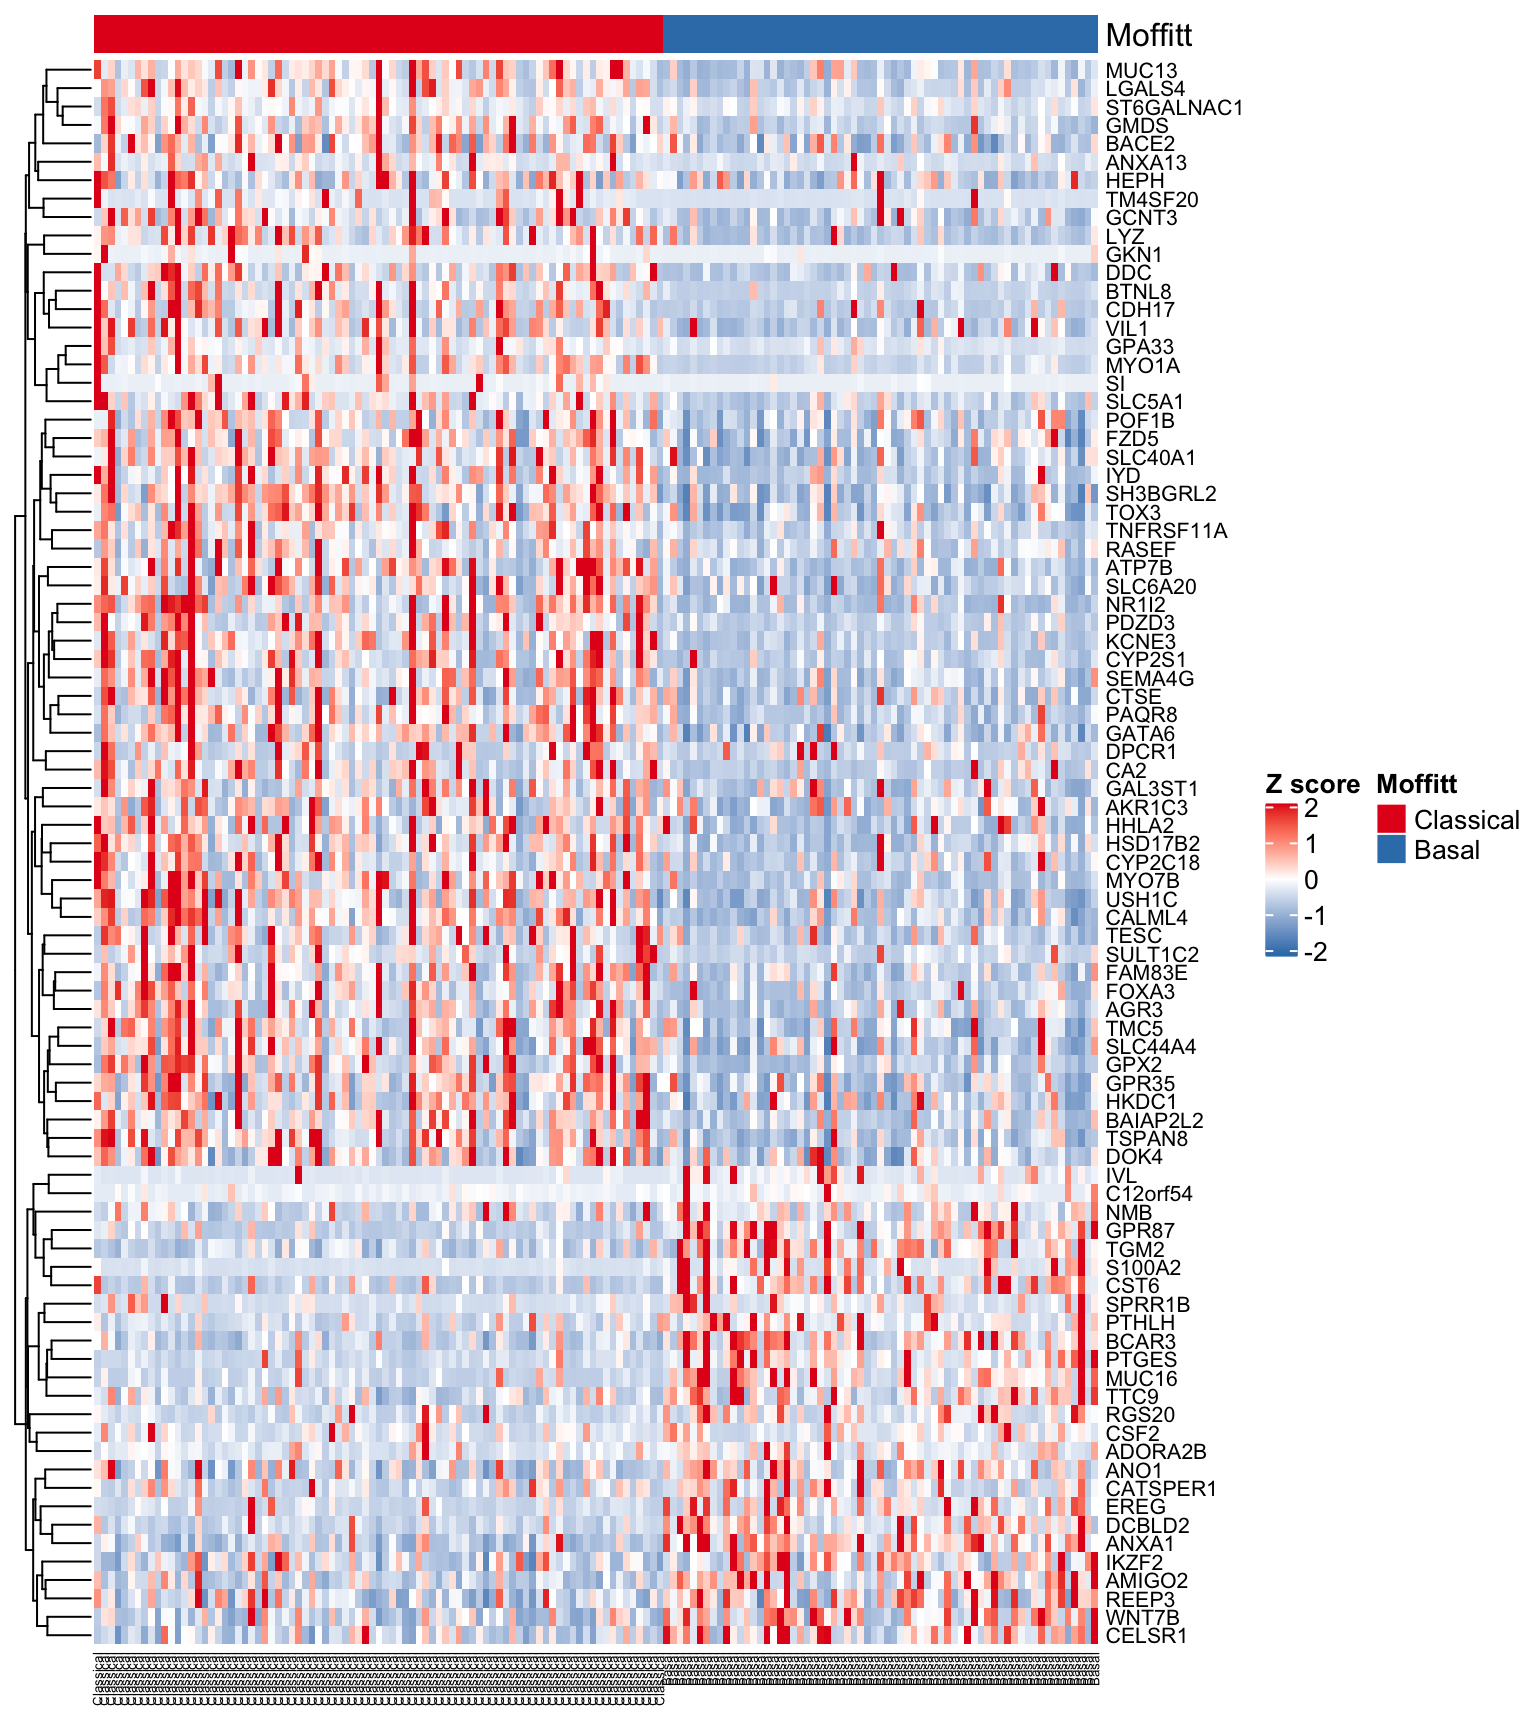 Moffitt
MUC13
LGALS4
ST6GALNAC1
GMDS
BACE2
ANXA13
HEPH
TM4SF20
GCNT3
LYZ
GKN1
DDC
BTNL8
CDH17
VIL1
GPA33
MYO1A
SI
SLC5A1
POF1B
FZD5
SLC40A1
IYD
SH3BGRL2
TOX3
TNFRSF11A
RASEF
ATP7B
SLC6A20
NR1I2
PDZD3
KCNE3
CYP2S1
SEMA4G
CTSE
PAQR8
GATA6
DPCR1
CA2
GAL3ST1
AKR1C3
HHLA2
HSD17B2
CYP2C18
MYO7B
USH1C
CALML4
TESC
SULT1C2
FAM83E
FOXA3
AGR3
TMC5
SLC44A4
GPX2
GPR35
HKDC1
BAIAP2L2
TSPAN8
DOK4
IVL
C12orf54
NMB
GPR87
TGM2
S100A2
CST6
SPRR1B
PTHLH
BCAR3
PTGES
MUC16
TTC9
RGS20
CSF2
ADORA2B
ANO1
CATSPER1
EREG
DCBLD2
ANXA1
IKZF2
AMIGO2
REEP3
WNT7B
CELSR1
Z score
2
1
0
-1
-2
Moffitt
Classical
Basal